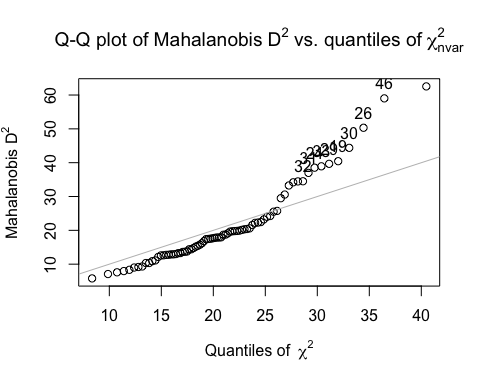 Q-Q plot of Mahalanobis D² vs. quantiles of χ²nvar
Mahalanobis D²
60
50
40
30
20
10
46
26
30
19
32
10 15 20 25 30 35 40
Quantiles of χ²